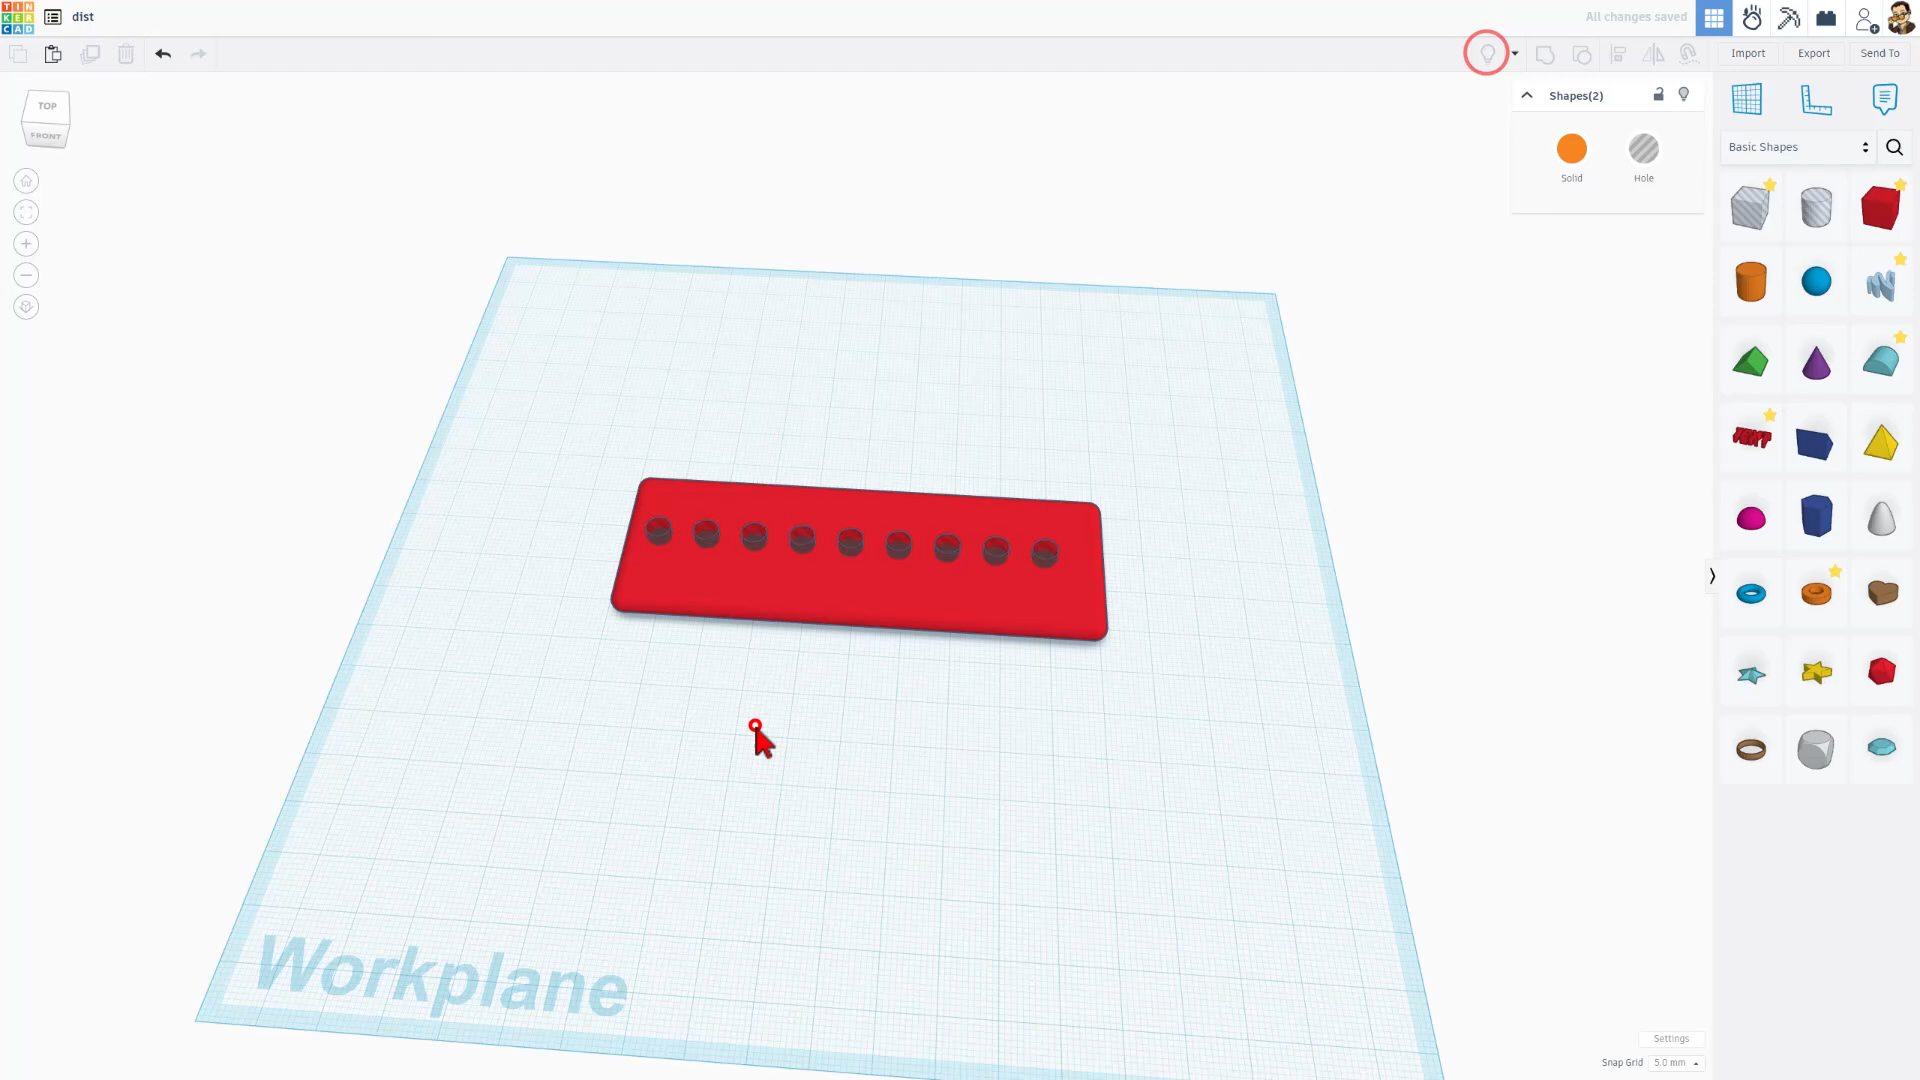 TIN
KER
CAD
dist
All changes saved
Import
Export
Send To
TOP
FRONT
Shapes(2)
Solid
Hole
Basic Shapes
TEXT
Workplane
Settings
Snap Grid
5.0 mm